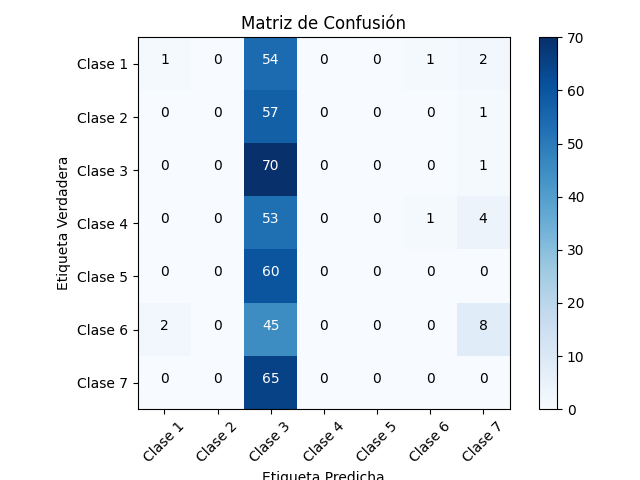 Matriz de Confusión
Clase 1 1 0 54 0 0 1 2
Clase 2 0 0 57 0 0 0 1
Clase 3 0 0 70 0 0 0 1
Clase 4 0 0 53 0 0 1 4
Clase 5 0 0 60 0 0 0 0
Clase 6 2 0 45 0 0 0 8
Clase 7 0 0 65 0 0 0 0
Clase 1 Clase 2 Clase 3 Clase 4 Clase 5 Clase 6 Clase 7
Etiqueta Verdadera
Etiqueta Predicha
70
60
50
40
30
20
10
0